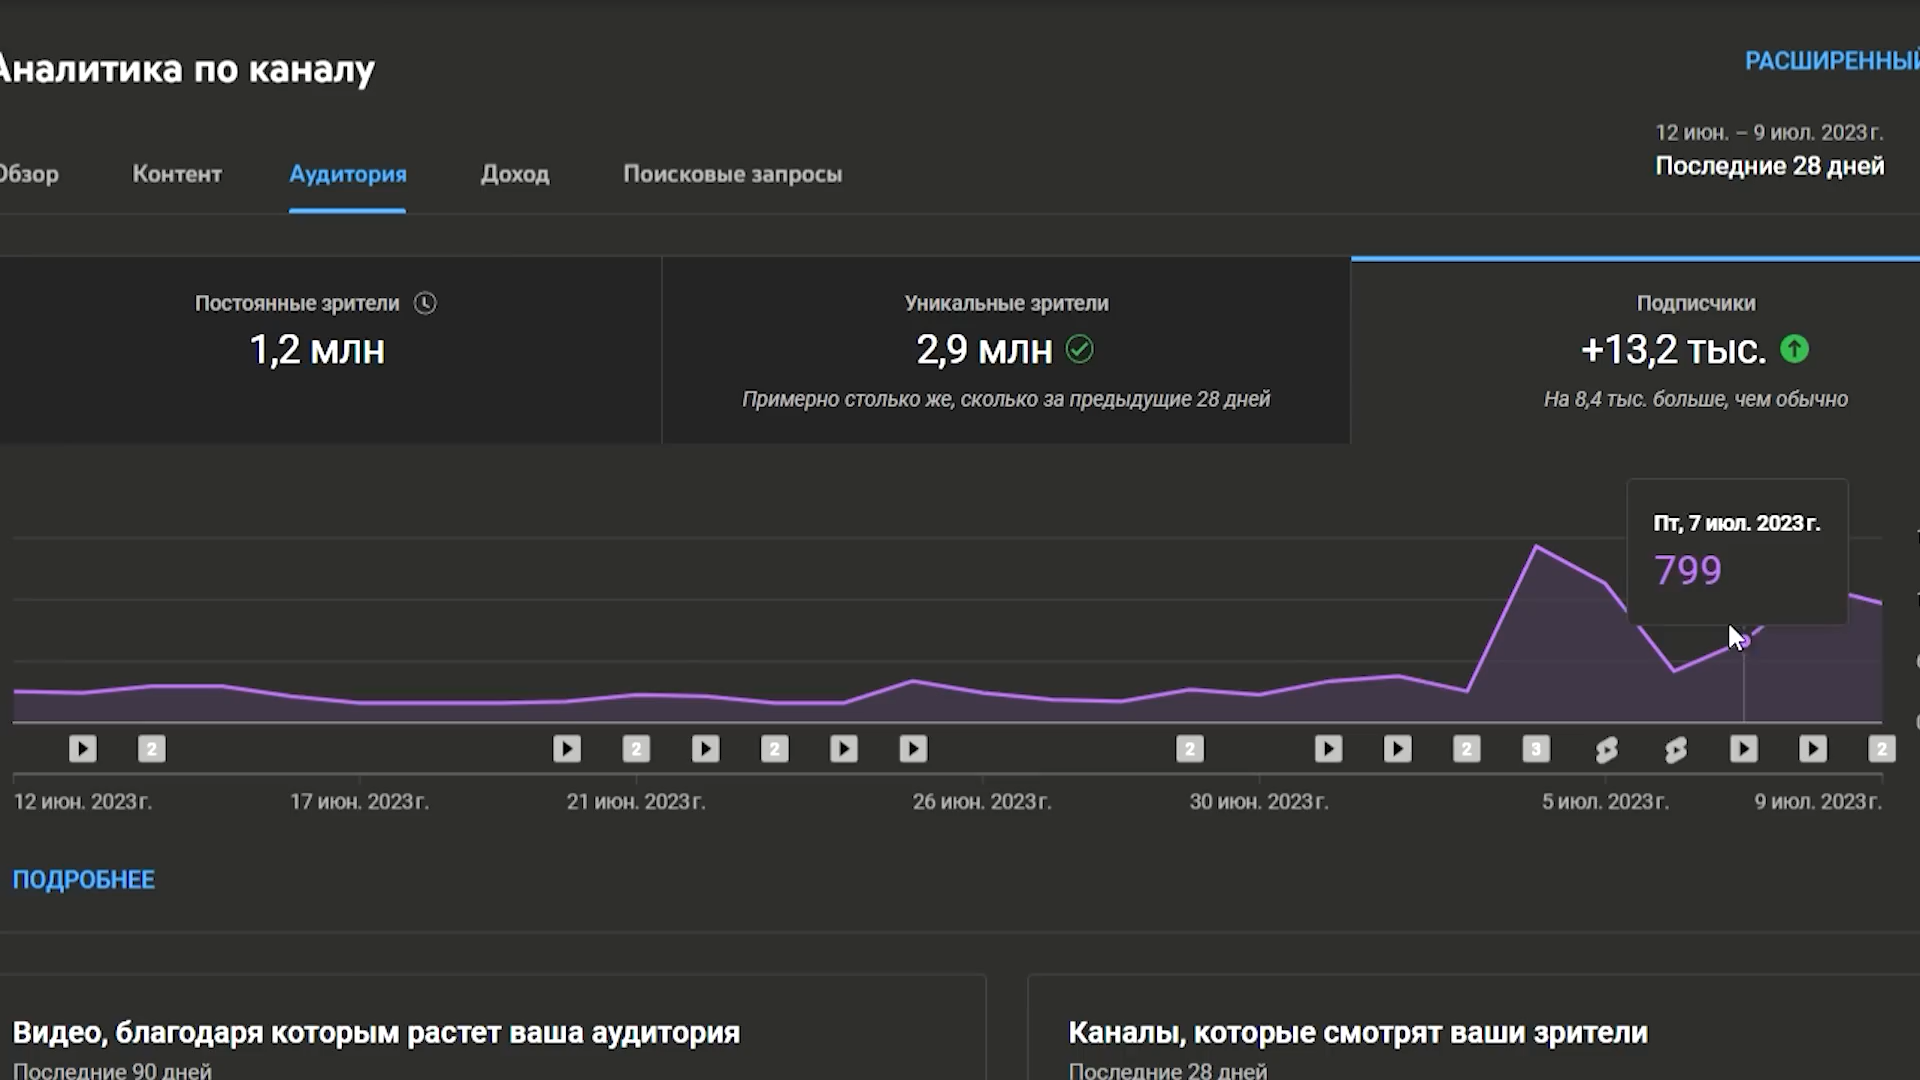 Аналитика по каналу
РАСШИРЕННЫЙ
12 июн. – 9 июл. 2023 г.
Последние 28 дней
Обзор
Контент
Аудитория
Доход
Поисковые запросы
Постоянные зрители
1,2 млн
Уникальные зрители
2,9 млн
Примерно столько же, сколько за предыдущие 28 дней
Подписчики
+13,2 тыс.
На 8,4 тыс. больше, чем обычно
Пт, 7 июл. 2023 г.
799
2 2 2 2 2 3 2
12 июн. 2023 г.
17 июн. 2023 г.
21 июн. 2023 г.
26 июн. 2023 г.
30 июн. 2023 г.
5 июл. 2023 г.
9 июл. 2023 г.
ПОДРОБНЕЕ
Видео, благодаря которым растет ваша аудитория
Последние 90 дней
Каналы, которые смотрят ваши зрители
Последние 28 дней